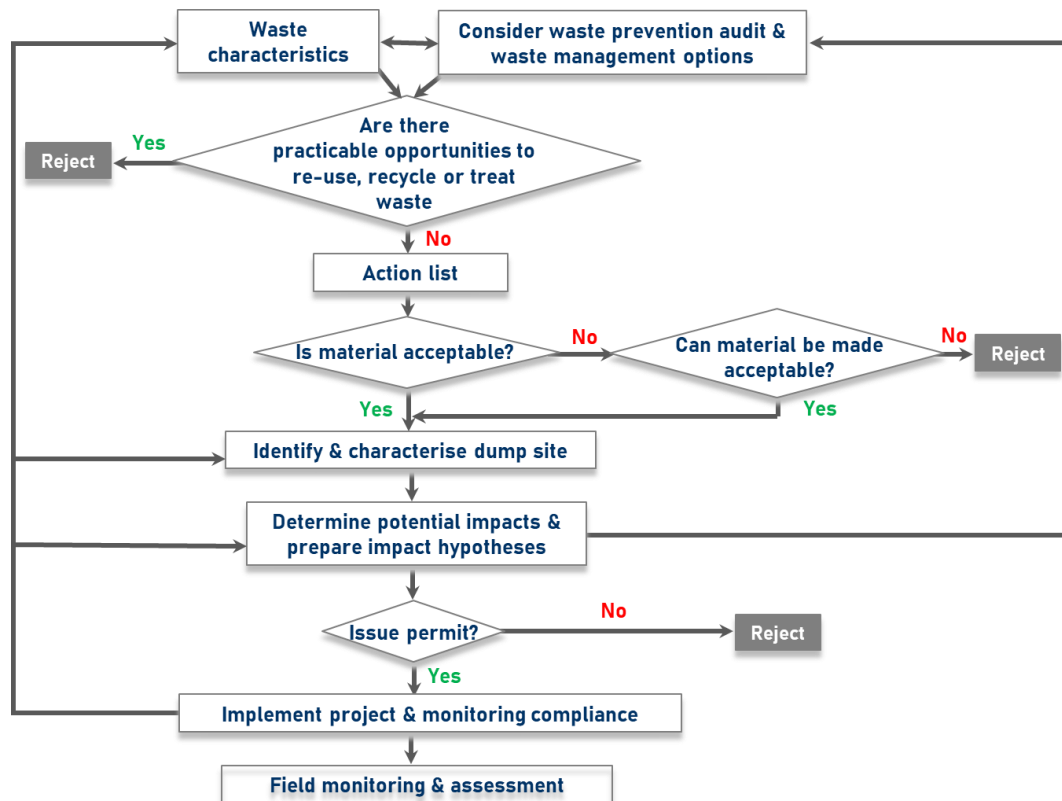 Waste
characteristics
Consider waste prevention audit &
waste management options
Are there
practicable opportunities to
re-use, recycle or treat
waste
Yes
Reject
No
Action list
Is material acceptable?
No
Can material be made
acceptable?
No
Reject
Yes
Yes
Identify & characterise dump site
Determine potential impacts &
prepare impact hypotheses
Issue permit?
No
Reject
Yes
Implement project & monitoring compliance
Field monitoring & assessment